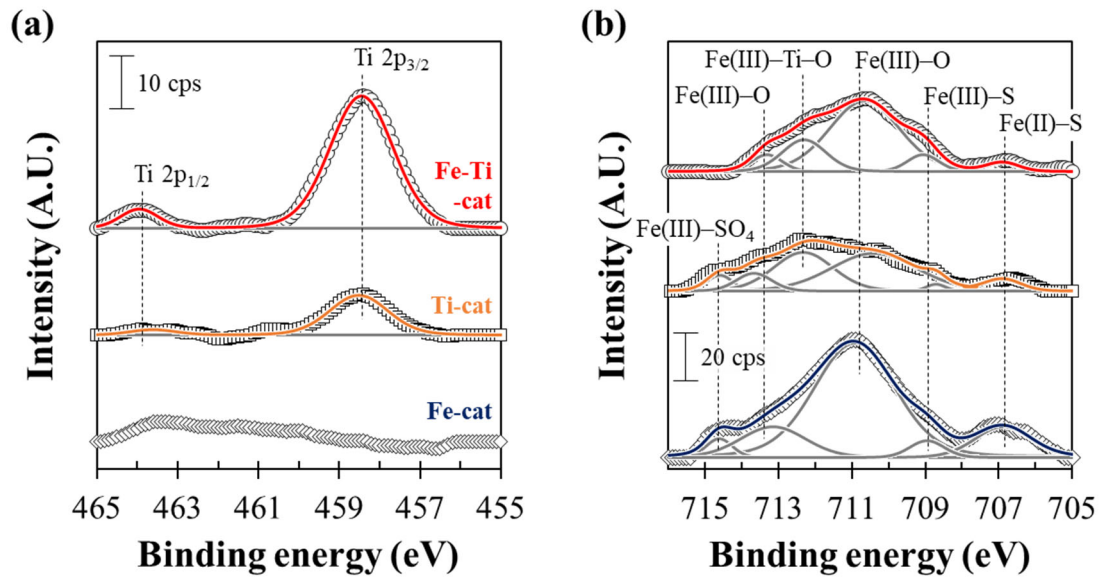 (a)
Intensity (A.U.)
10 cps
Ti 2p3/2
Ti 2p1/2
Fe-Ti
-cat
Ti-cat
Fe-cat
465 463 461 459 457 455
Binding energy (eV)
(b)
Intensity (A.U.)
Fe(III)–Ti–O Fe(III)–O
Fe(III)–O Fe(III)–S
Fe(II)–S
Fe(III)–SO4
20 cps
715 713 711 709 707 705
Binding energy (eV)